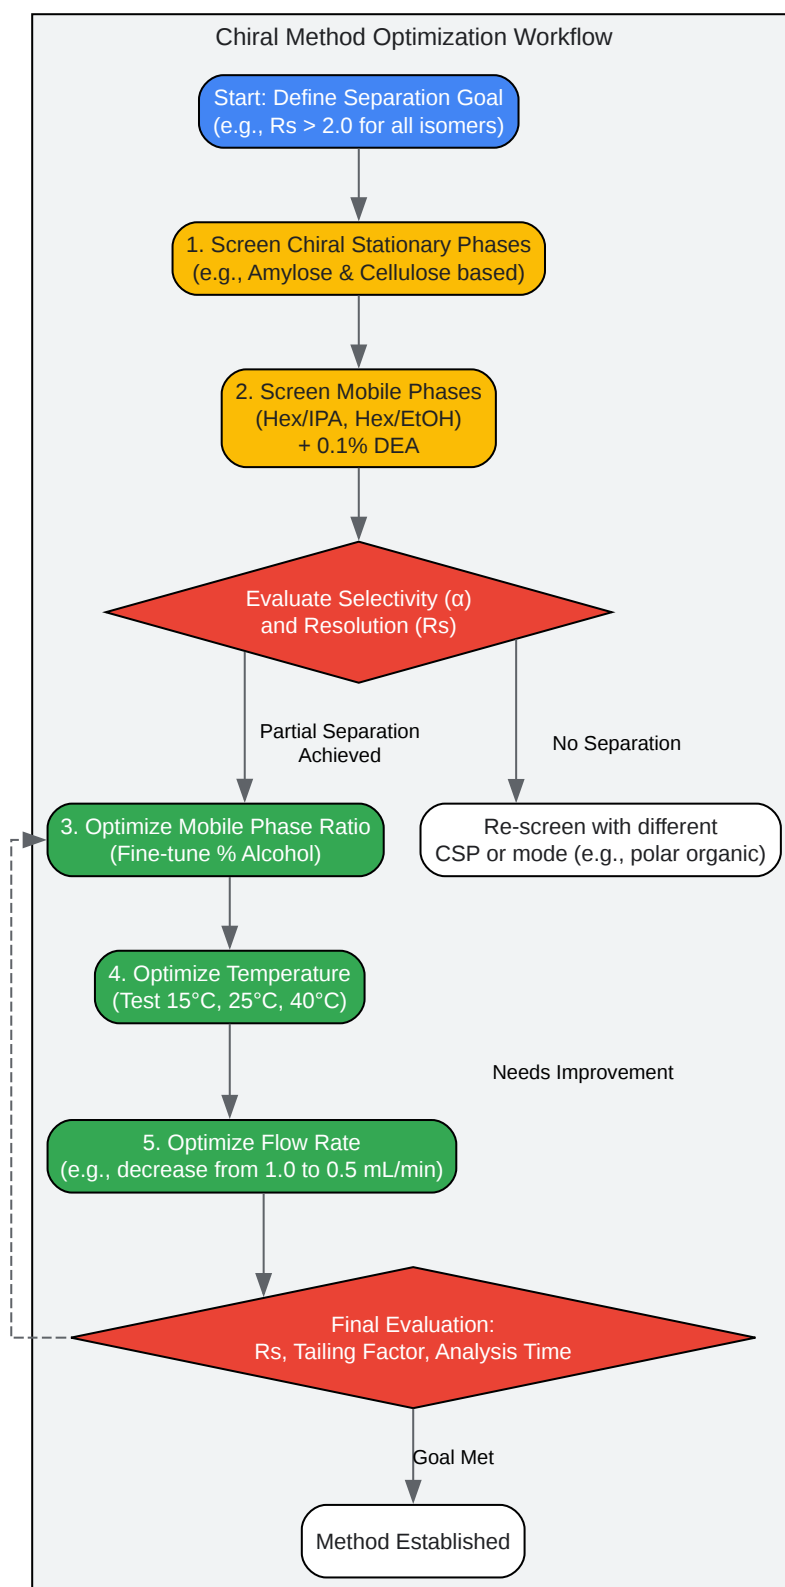 Chiral Method Optimization Workflow
Start: Define Separation Goal
(e.g., Rs > 2.0 for all isomers)
1. Screen Chiral Stationary Phases
(e.g., Amylose & Cellulose based)
2. Screen Mobile Phases
(Hex/IPA, Hex/EtOH)
+ 0.1% DEA
Evaluate Selectivity (α)
and Resolution (Rs)
Partial Separation
Achieved
No Separation
3. Optimize Mobile Phase Ratio
(Fine-tune % Alcohol)
Re-screen with different
CSP or mode (e.g., polar organic)
4. Optimize Temperature
(Test 15°C, 25°C, 40°C)
Needs Improvement
5. Optimize Flow Rate
(e.g., decrease from 1.0 to 0.5 mL/min)
Final Evaluation:
Rs, Tailing Factor, Analysis Time
Goal Met
Method Established